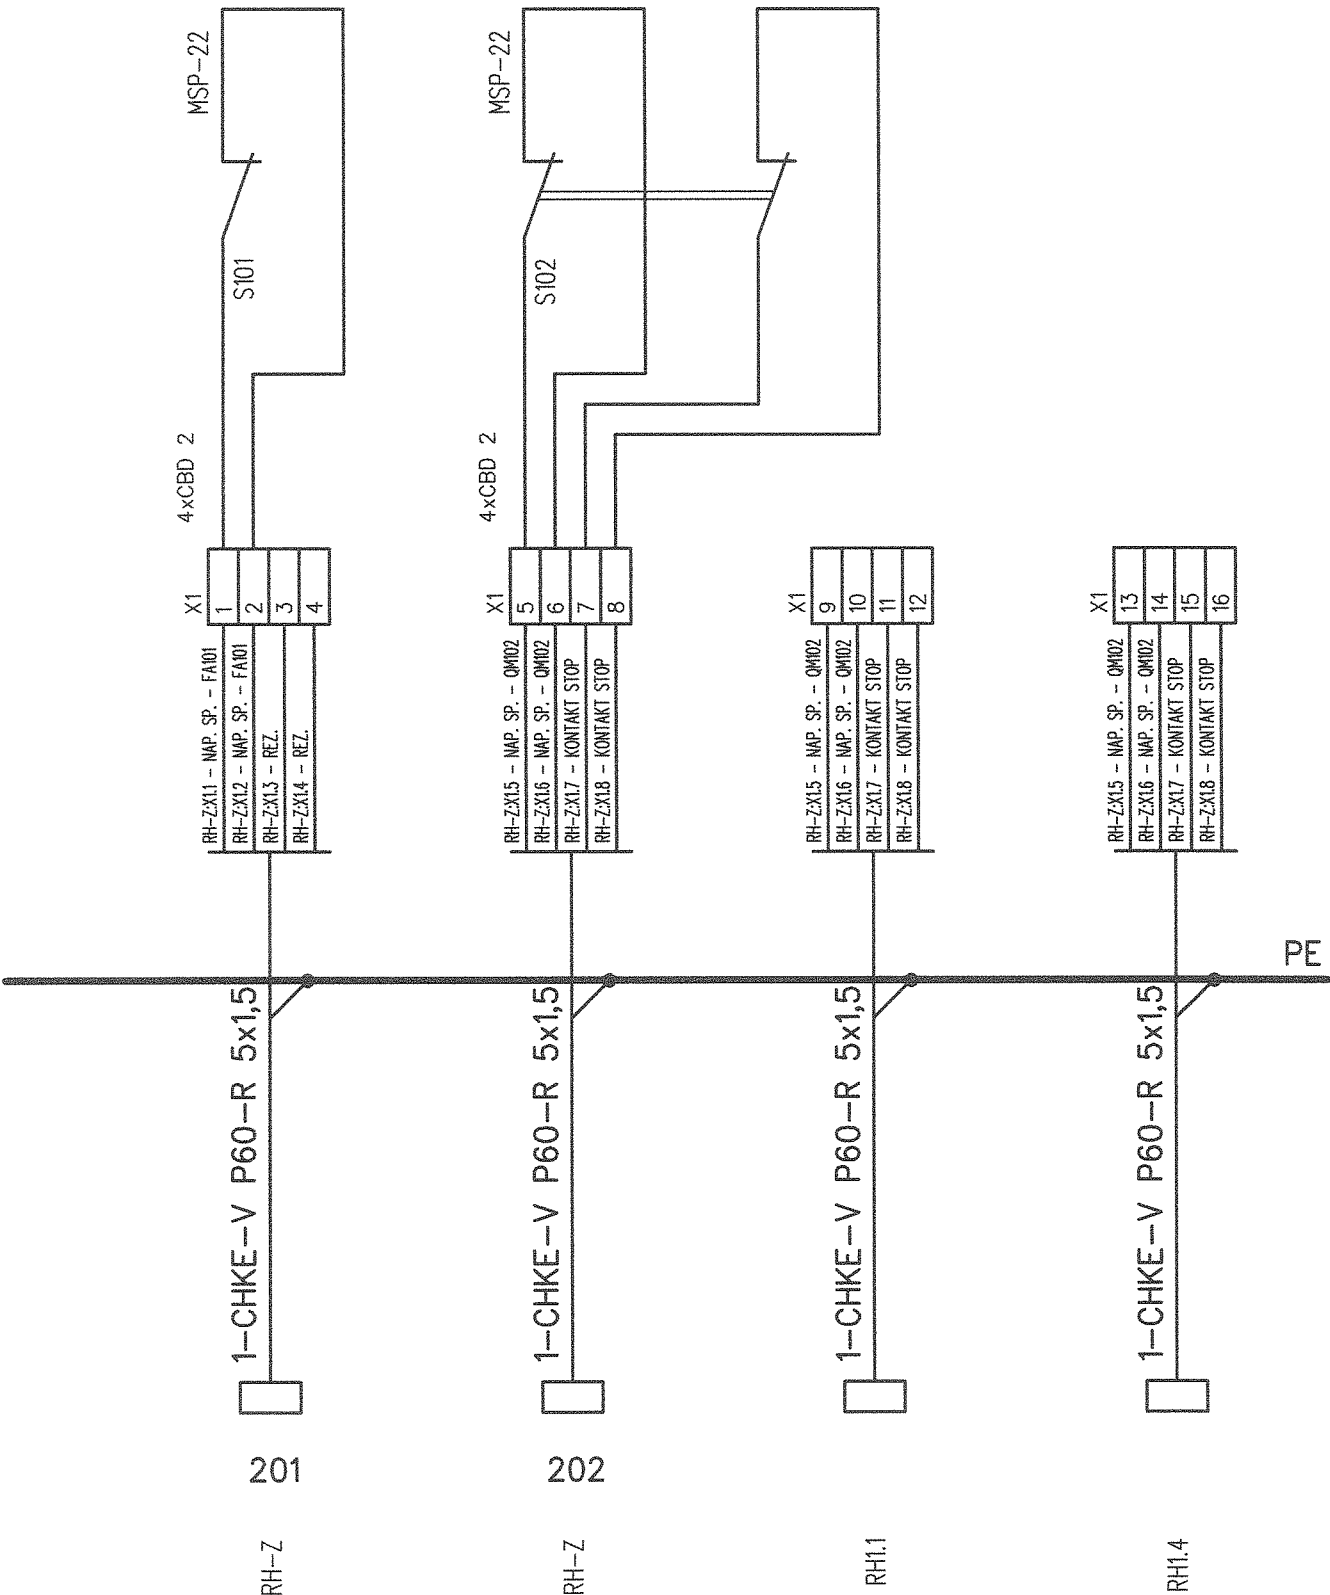 MSP-22
S101
4xCBD 2
X1
1
2
3
4
RH-Z:X1.1 - NAP. SP. - FA101
RH-Z:X1.2 - NAP. SP. - FA101
RH-Z:X1.3 - REZ.
RH-Z:X1.4 - REZ.
1-CHKE-V P60-R 5x1,5
201
RH-Z
MSP-22
S102
4xCBD 2
X1
5
6
7
8
RH-Z:X1.5 - NAP. SP. - QM102
RH-Z:X1.6 - NAP. SP. - QM102
RH-Z:X1.7 - KONTAKT STOP
RH-Z:X1.8 - KONTAKT STOP
1-CHKE-V P60-R 5x1,5
202
RH-Z
X1
9
10
11
12
RH-Z:X1.5 - NAP. SP. - QM102
RH-Z:X1.6 - NAP. SP. - QM102
RH-Z:X1.7 - KONTAKT STOP
RH-Z:X1.8 - KONTAKT STOP
1-CHKE-V P60-R 5x1,5
RH1.1
X1
13
14
15
16
RH-Z:X1.5 - NAP. SP. - QM102
RH-Z:X1.6 - NAP. SP. - QM102
RH-Z:X1.7 - KONTAKT STOP
RH-Z:X1.8 - KONTAKT STOP
1-CHKE-V P60-R 5x1,5
RH1.4
PE